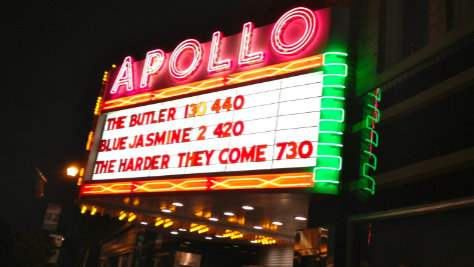 APOLLO
THE BUTLER 130 440
BLUE JASMINE 2 420
THE HARDER THEY COME 730